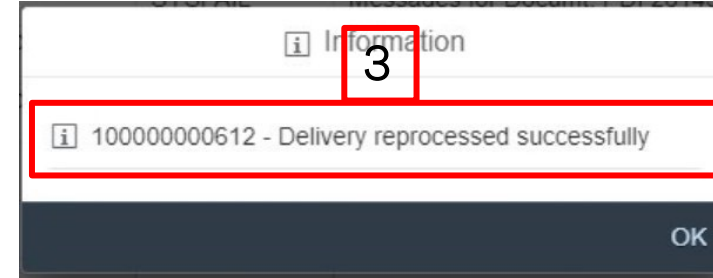 Information
3
100000000612 - Delivery reprocessed successfully
OK